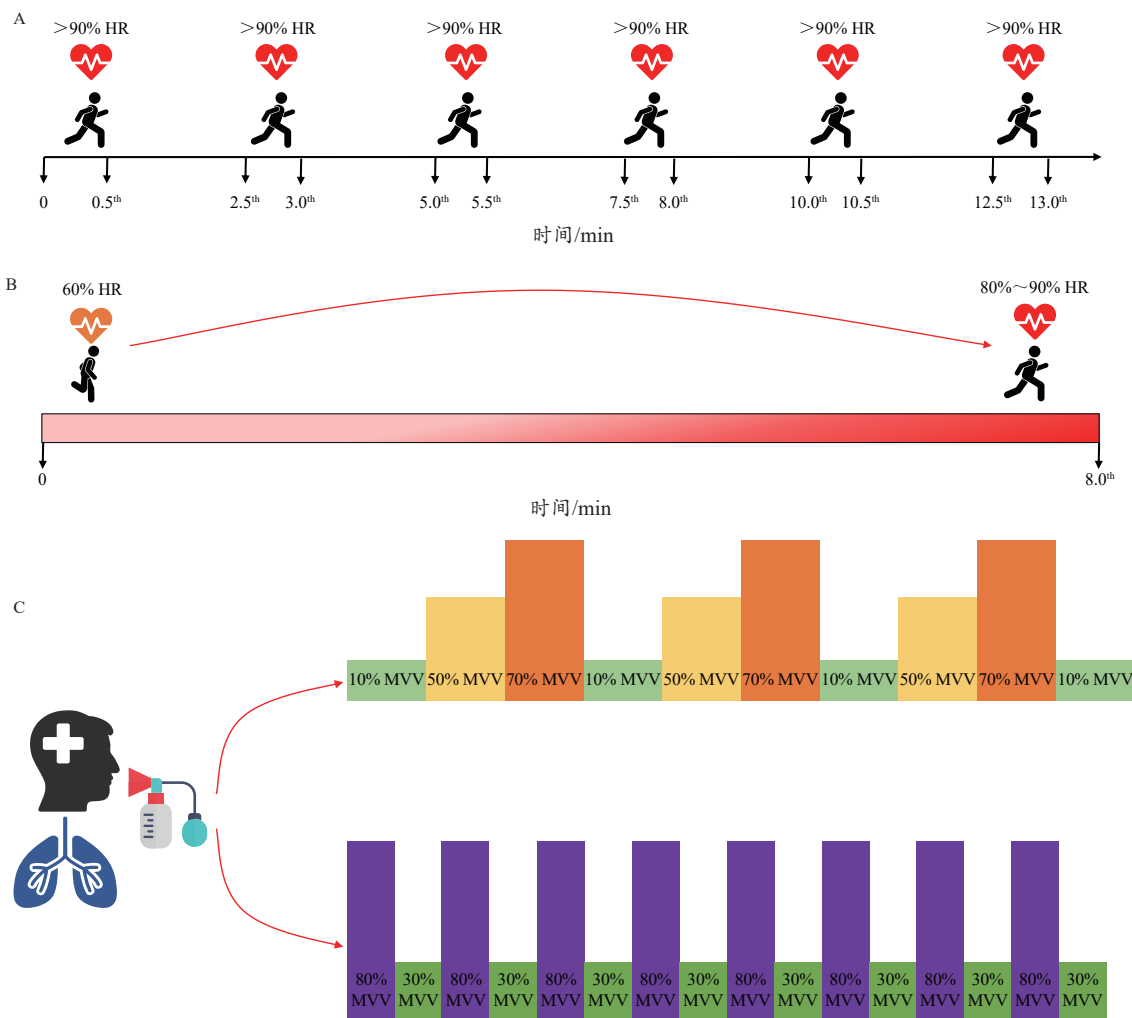 A
>90% HR >90% HR >90% HR >90% HR >90% HR >90% HR
0 0.5th 2.5th 3.0th 5.0th 5.5th 7.5th 8.0th 10.0th 10.5th 12.5th 13.0th
时间/min
B
60% HR 80%~90% HR
0 8.0th
时间/min
C
10% MVV 50% MVV 70% MVV 10% MVV 50% MVV 70% MVV 10% MVV 50% MVV 70% MVV 10% MVV
80% 30% 80% 30% 80% 30% 80% 30% 80% 30% 80% 30% 80% 30% 80% 30%
MVV MVV MVV MVV MVV MVV MVV MVV MVV MVV MVV MVV MVV MVV MVV MVV